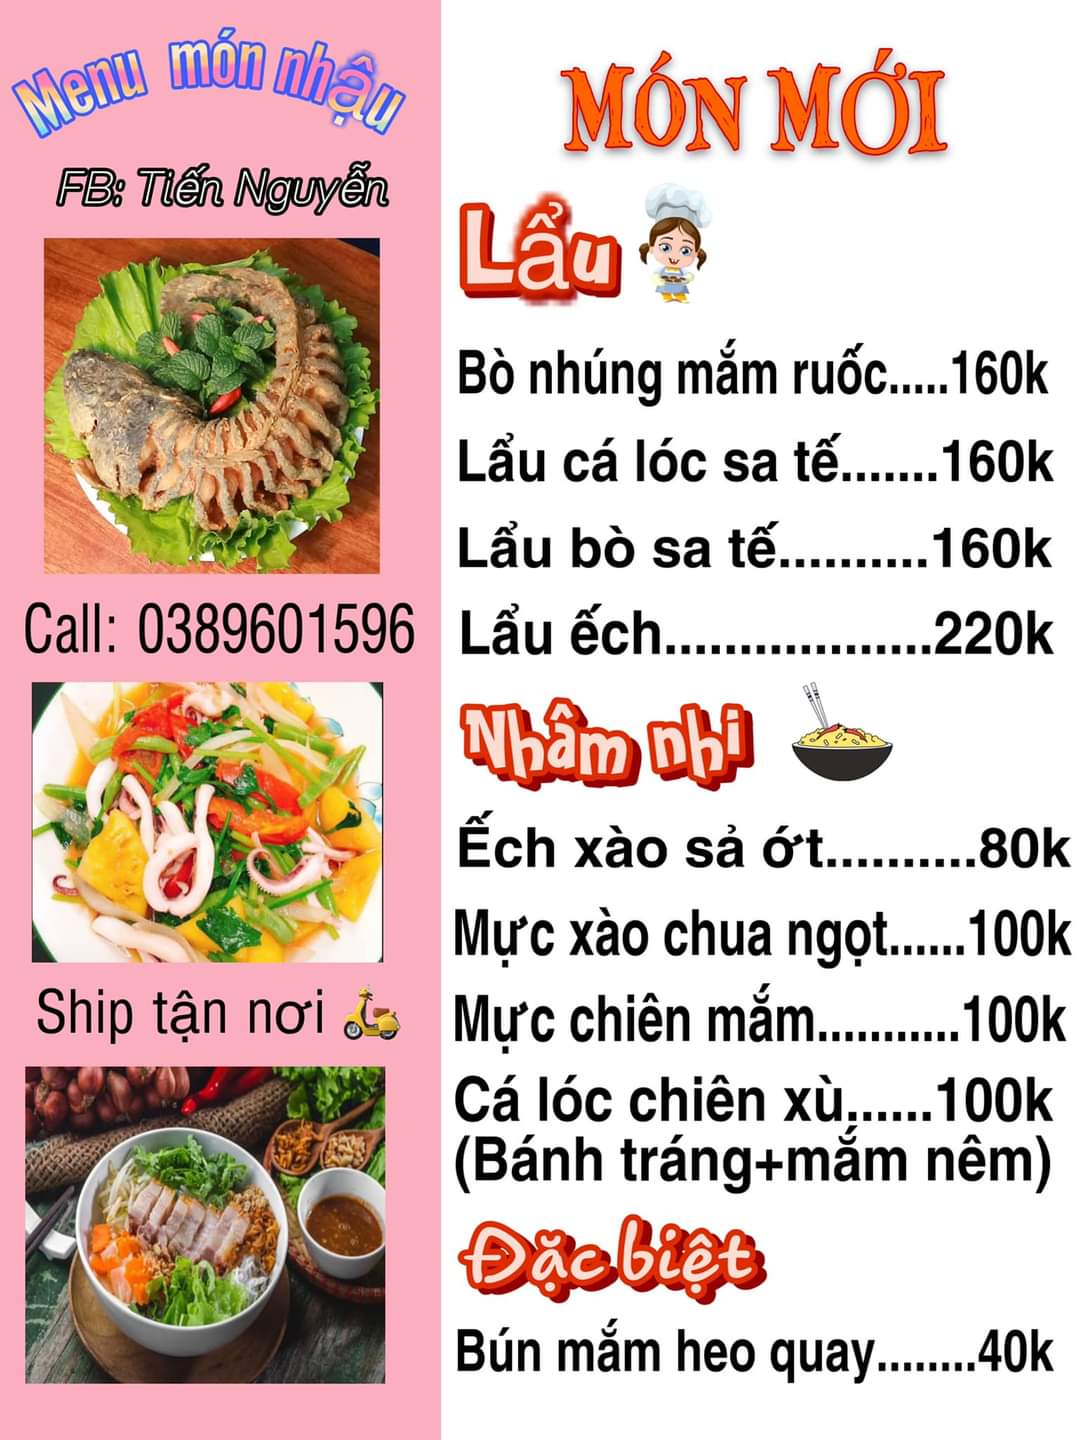 Menu món nhậu
FB: Tiến Nguyễn
Call: 0389601596
Ship tận nơi
MÓN MỚI
Lẩu
Bò nhúng mắm ruốc.....160k
Lẩu cá lóc sa tế.......160k
Lẩu bò sa tế..........160k
Lẩu ếch..................220k
Nhâm nhi
Ếch xào sả ớt..........80k
Mực xào chua ngọt......100k
Mực chiên mắm...........100k
Cá lóc chiên xù......100k
(Bánh tráng+mắm nêm)
Đặc biệt
Bún mắm heo quay........40k